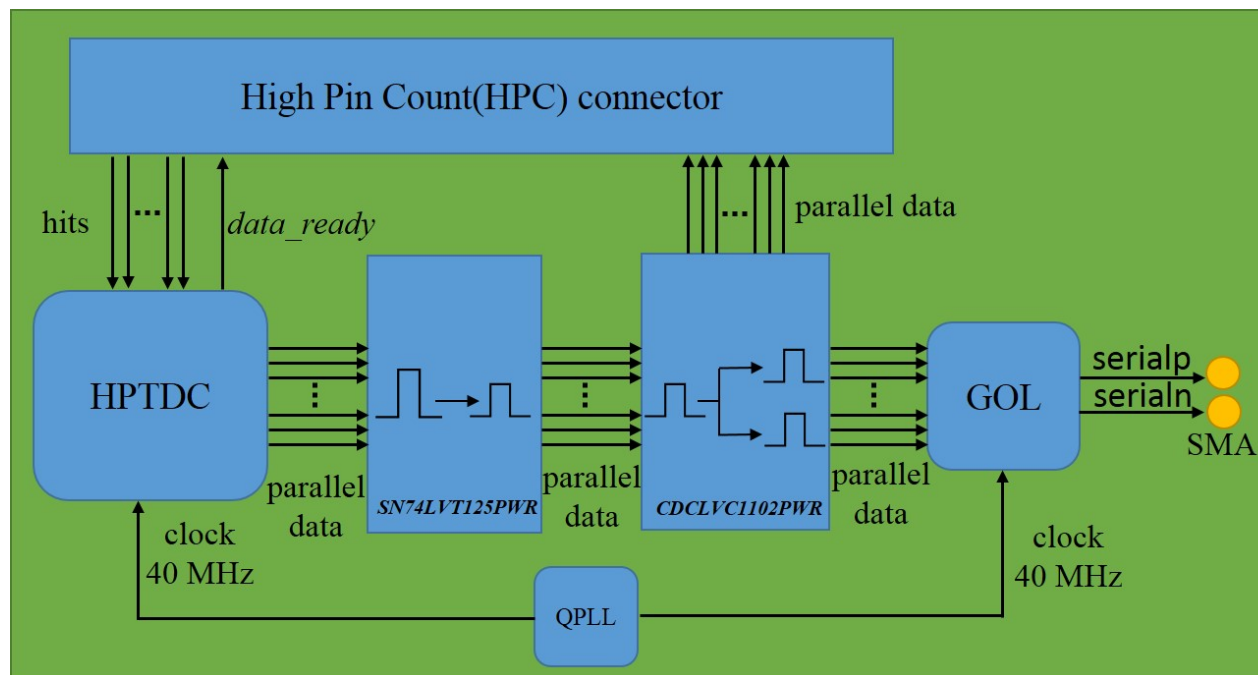 High Pin Count(HPC) connector
hits
...
data_ready
...
parallel data
HPTDC
...
parallel
data
SN74LVT125PWR
...
parallel
data
CDCLVC1102PWR
...
parallel
data
GOL
serialp
serialn
SMA
clock
40 MHz
QPLL
clock
40 MHz